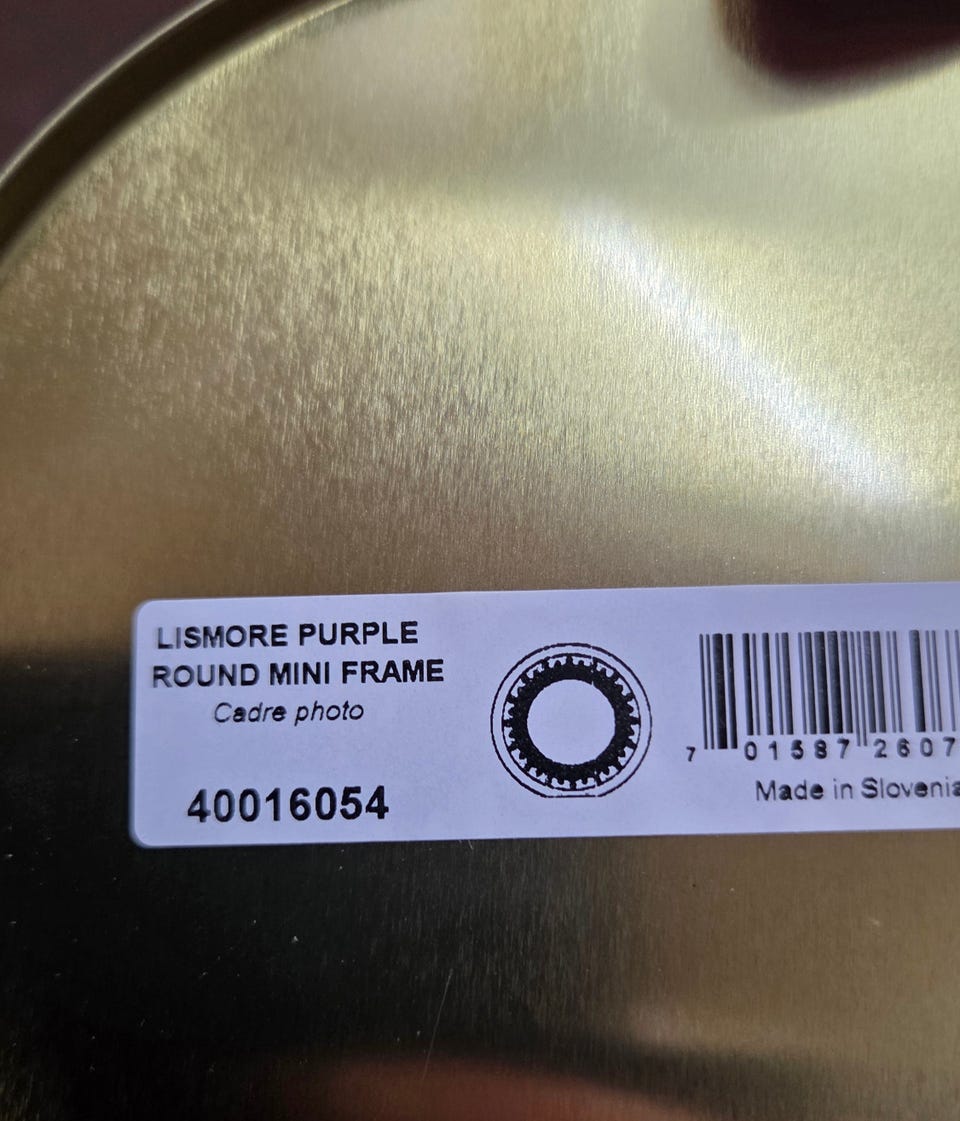 LISMORE PURPLE
ROUND MINI FRAME
Cadre photo
40016054
7 01587 2607
Made in Slovenia